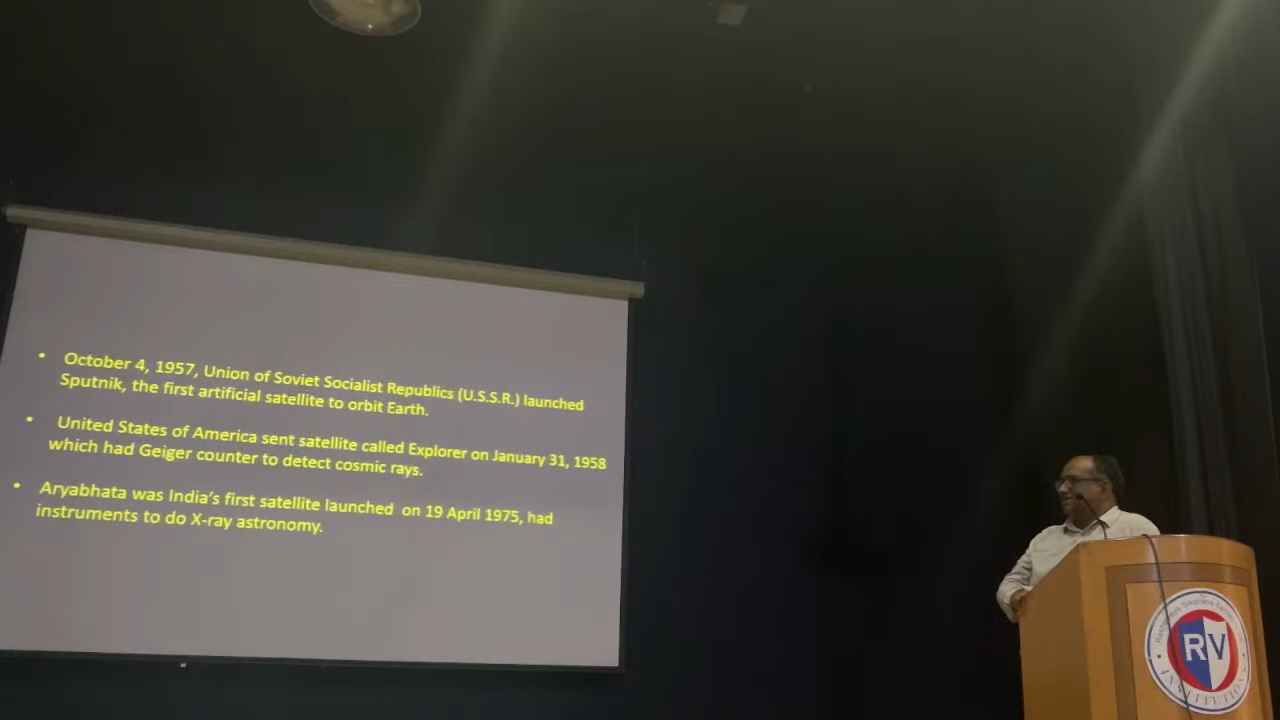 • October 4, 1957, Union of Soviet Socialist Republics (U.S.S.R.) launched
Sputnik, the first artificial satellite to orbit Earth.
• United States of America sent satellite called Explorer on January 31, 1958
which had Geiger counter to detect cosmic rays.
• Aryabhata was India's first satellite launched on 19 April 1975, had
instruments to do X-ray astronomy.
RV
INSTITUTIONS